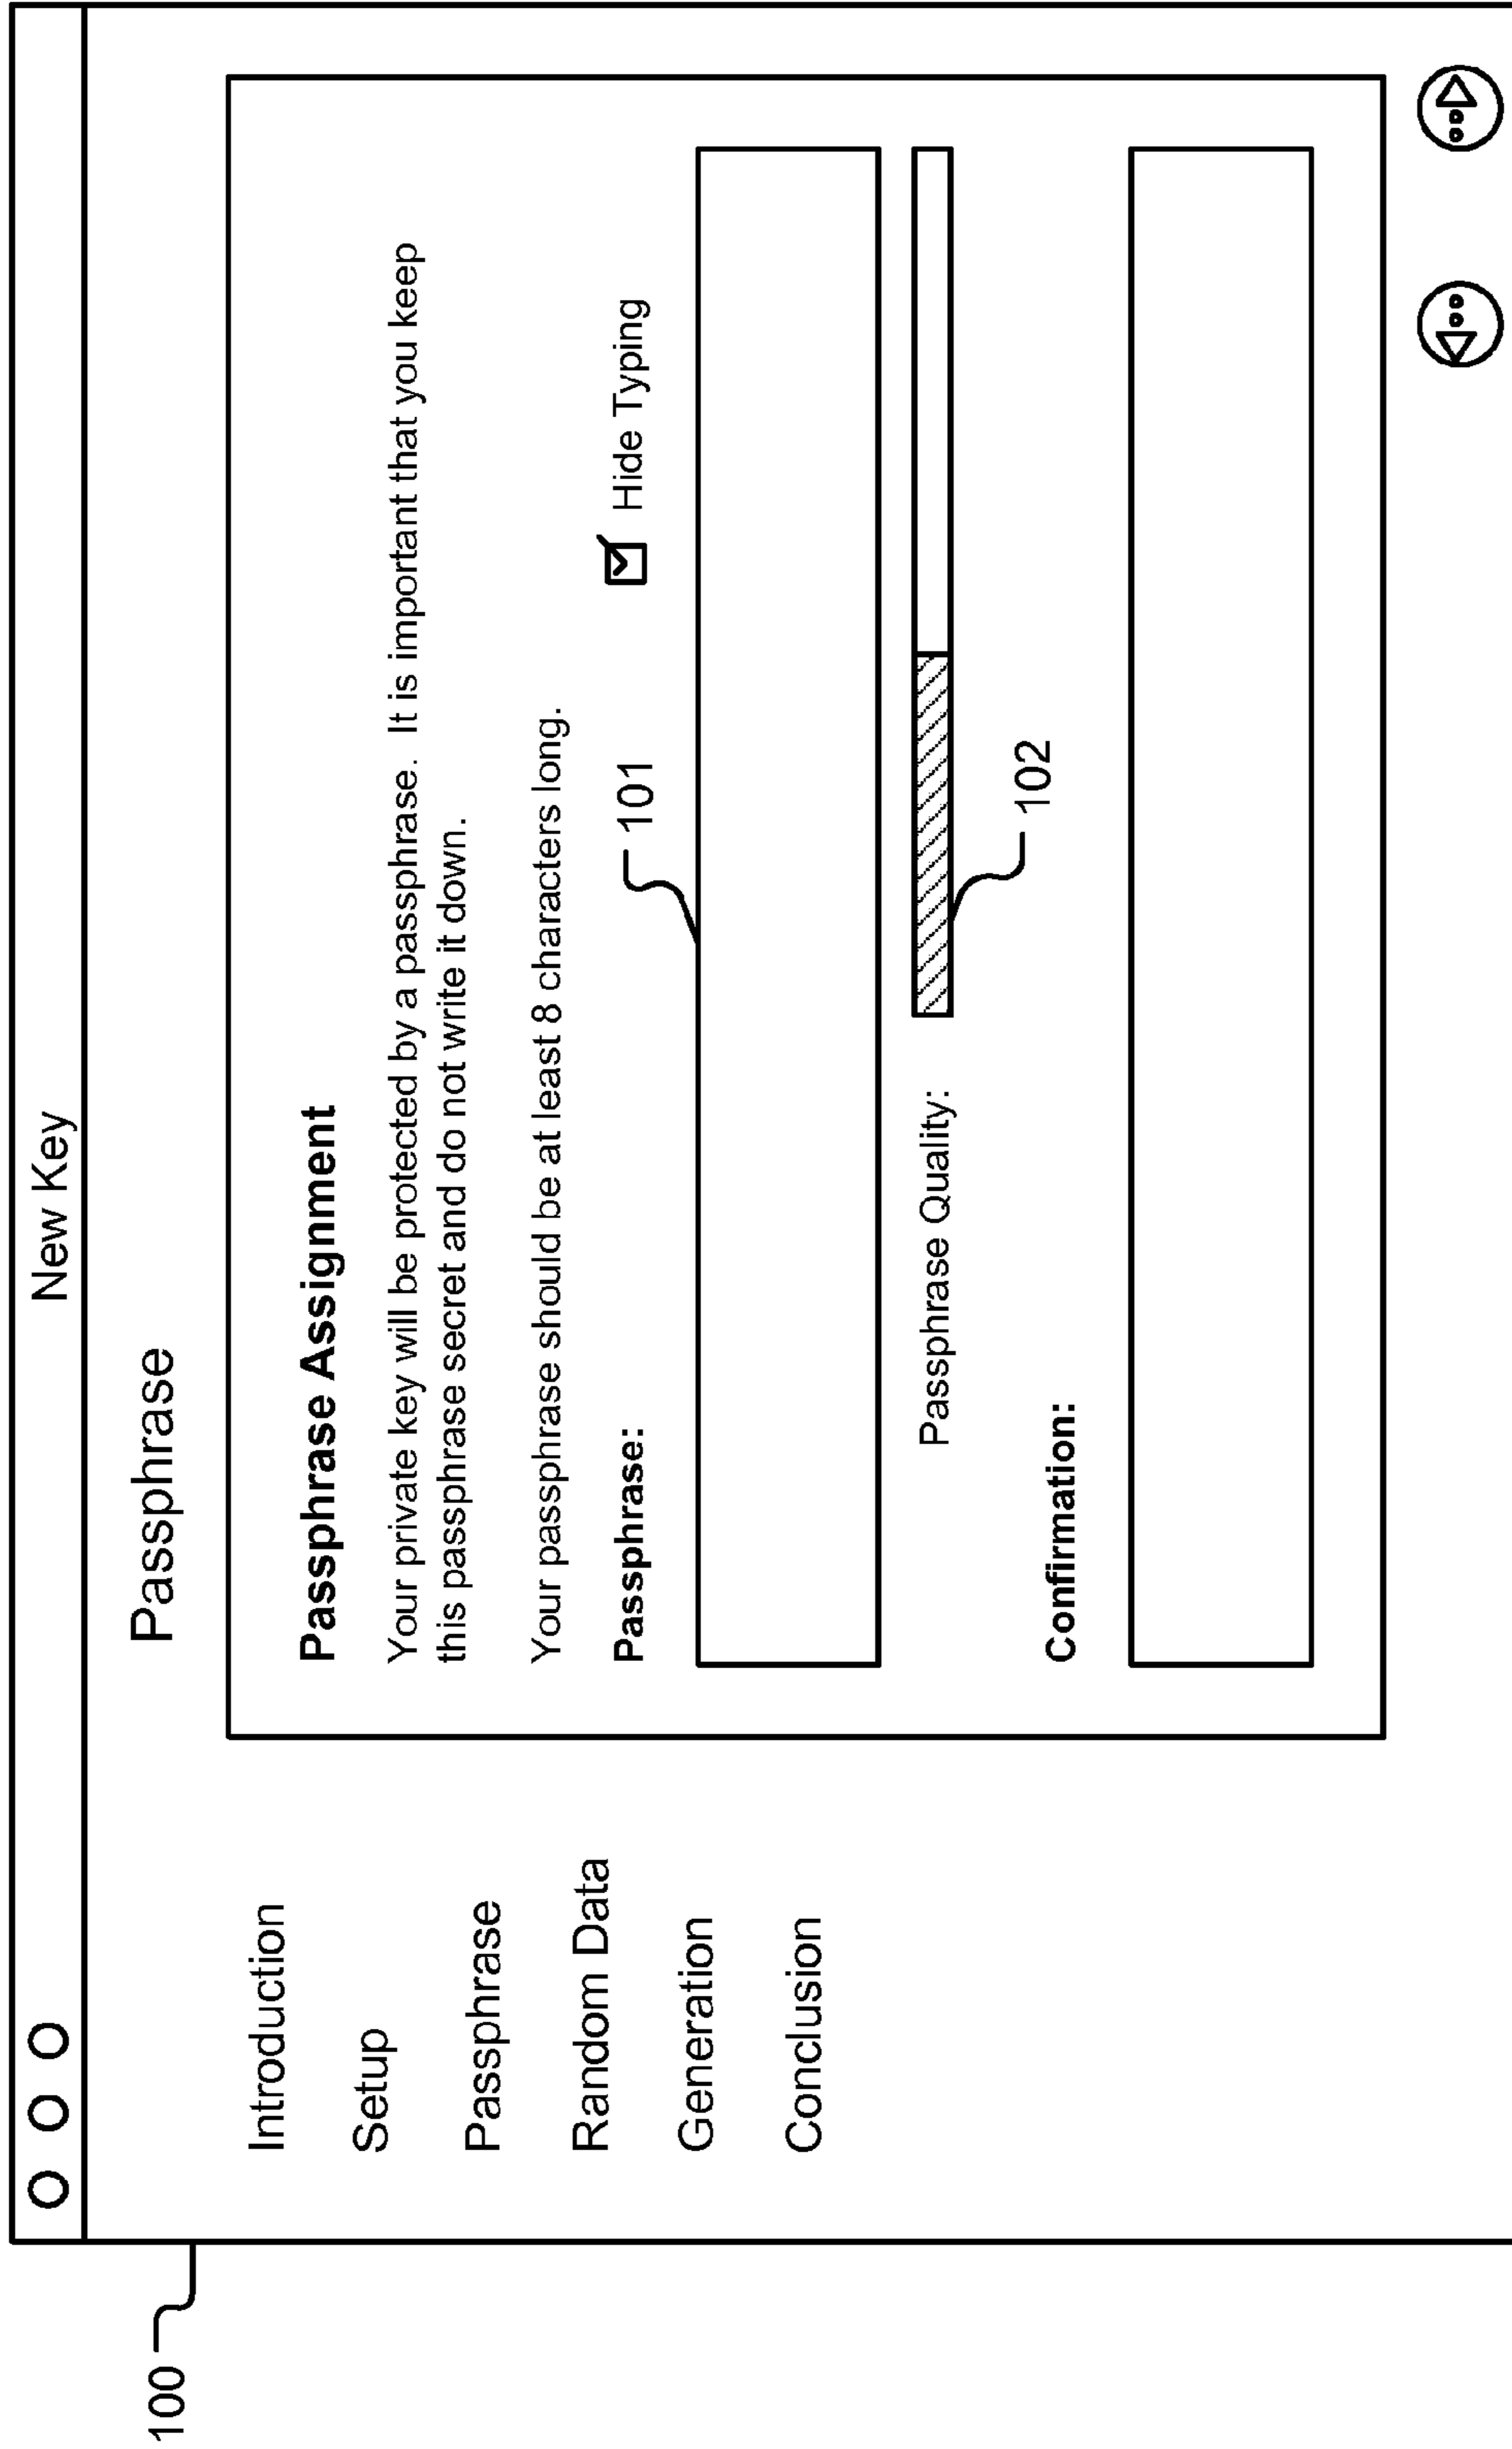 New Key
100
Passphrase
Introduction
Setup
Passphrase
Random Data
Generation
Conclusion
Passphrase Assignment
Your private key will be protected by a passphrase. It is important that you keep
this passphrase secret and do not write it down.
Your passphrase should be at least 8 characters long.
Passphrase:
101
Hide Typing
Passphrase Quality:
102
Confirmation: